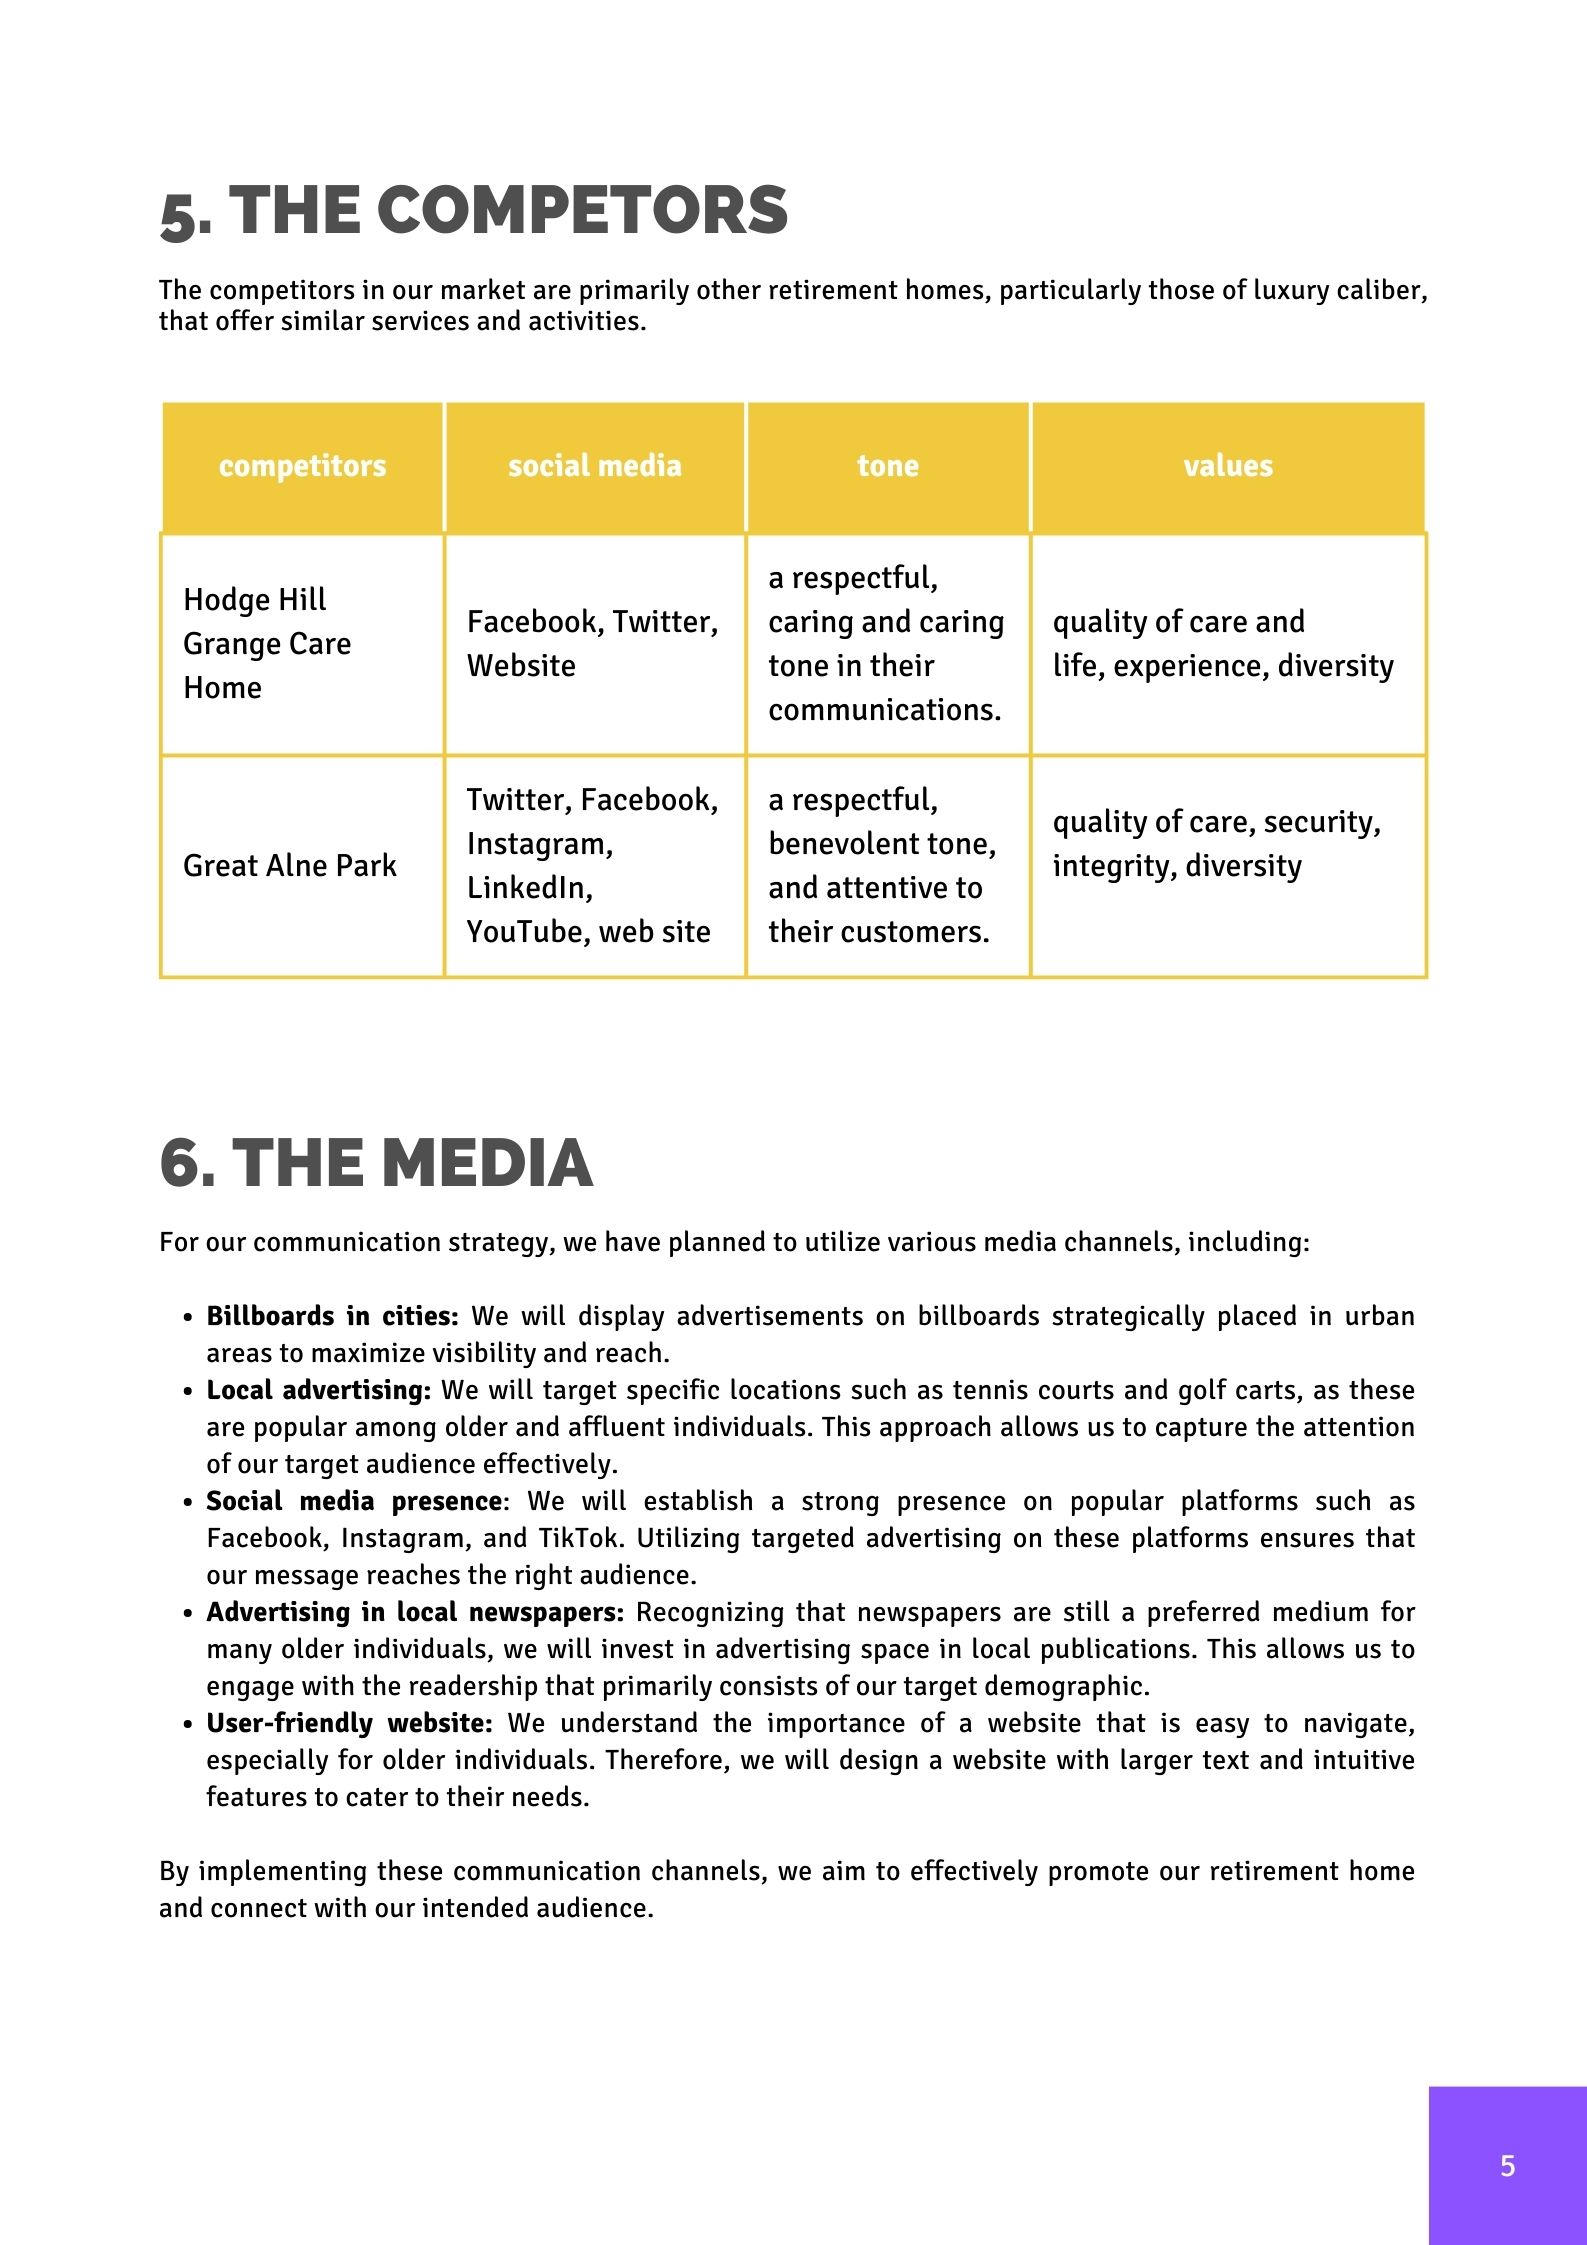 5. THE COMPETORS
The competitors in our market are primarily other retirement homes, particularly those of luxury caliber,
that offer similar services and activities.
competitors
social media
tone
values
Hodge Hill
Grange Care
Home
Facebook, Twitter,
Website
a respectful,
caring and caring
tone in their
communications.
quality of care and
life, experience, diversity
Great Alne Park
Twitter, Facebook,
Instagram,
LinkedIn,
YouTube, web site
a respectful,
benevolent tone,
and attentive to
their customers.
quality of care, security,
integrity, diversity
6. THE MEDIA
For our communication strategy, we have planned to utilize various media channels, including:
• Billboards in cities: We will display advertisements on billboards strategically placed in urban
areas to maximize visibility and reach.
• Local advertising: We will target specific locations such as tennis courts and golf carts, as these
are popular among older and affluent individuals. This approach allows us to capture the attention
of our target audience effectively.
• Social media presence: We will establish a strong presence on popular platforms such as
Facebook, Instagram, and TikTok. Utilizing targeted advertising on these platforms ensures that
our message reaches the right audience.
• Advertising in local newspapers: Recognizing that newspapers are still a preferred medium for
many older individuals, we will invest in advertising space in local publications. This allows us to
engage with the readership that primarily consists of our target demographic.
• User-friendly website: We understand the importance of a website that is easy to navigate,
especially for older individuals. Therefore, we will design a website with larger text and intuitive
features to cater to their needs.
By implementing these communication channels, we aim to effectively promote our retirement home
and connect with our intended audience.
5